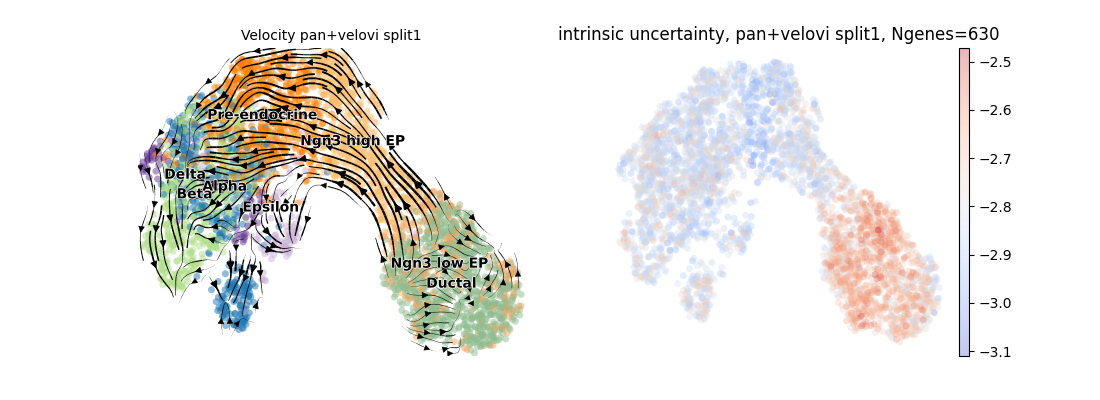 Velocity pan+velovi split1
Pre-endocrine
Ngn3 high EP
Delta
Alpha
Beta
Epsilon
Ngn3 low EP
Ductal
intrinsic uncertainty, pan+velovi split1, Ngenes=630
−2.5
−2.6
−2.7
−2.8
−2.9
−3.0
−3.1